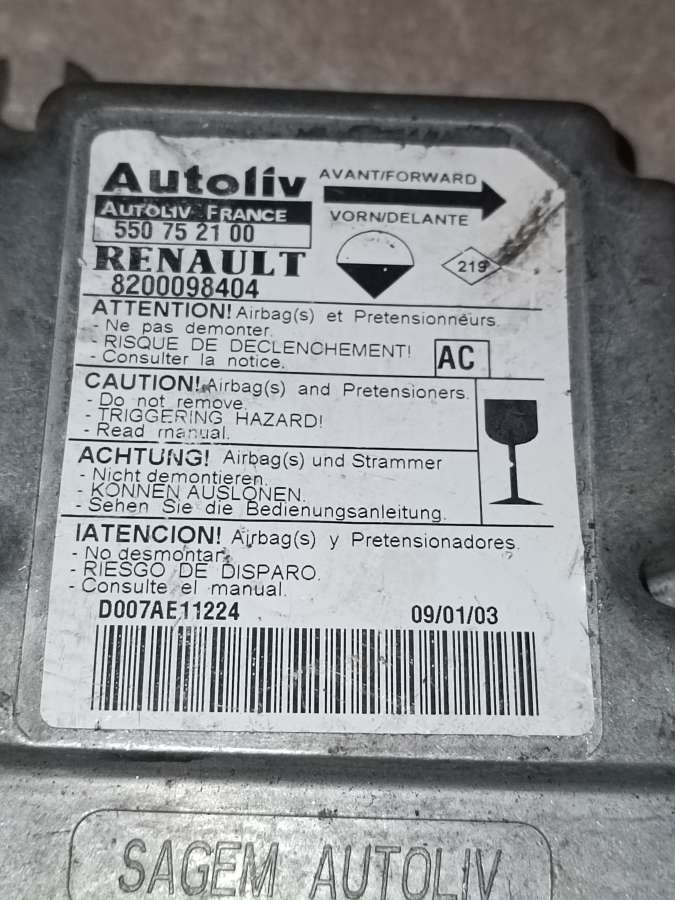 Autoliv
AUTOLIV FRANCE
550 75 21 00
AVANT/FORWARD
VORN/DELANTE
RENAULT
8200098404
219
ATTENTION! Airbag(s) et Pretensionneurs.
- Ne pas demonter.
- RISQUE DE DECLENCHEMENT!
- Consulter la notice.
AC
CAUTION! Airbag(s) and Pretensioners.
- Do not remove
- TRIGGERING HAZARD!
- Read manual.
ACHTUNG! Airbag(s) und Strammer
- Nicht demontieren.
- KONNEN AUSLONEN.
- Sehen Sie die Bedienungsanleitung.
IATENCION! Airbag(s) y Pretensionadores.
- No desmontar
- RIESGO DE DISPARO.
- Consulte el manual.
D007AE11224 09/01/03
SAGEM AUTOLIV